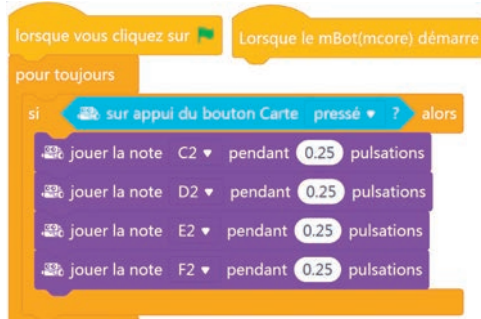 lorsque vous cliquez sur
Lorsque le mBot(mcore) démarre
pour toujours
si sur appui du bouton Carte pressé ? alors
jouer la note C2 pendant 0.25 pulsations
jouer la note D2 pendant 0.25 pulsations
jouer la note E2 pendant 0.25 pulsations
jouer la note F2 pendant 0.25 pulsations